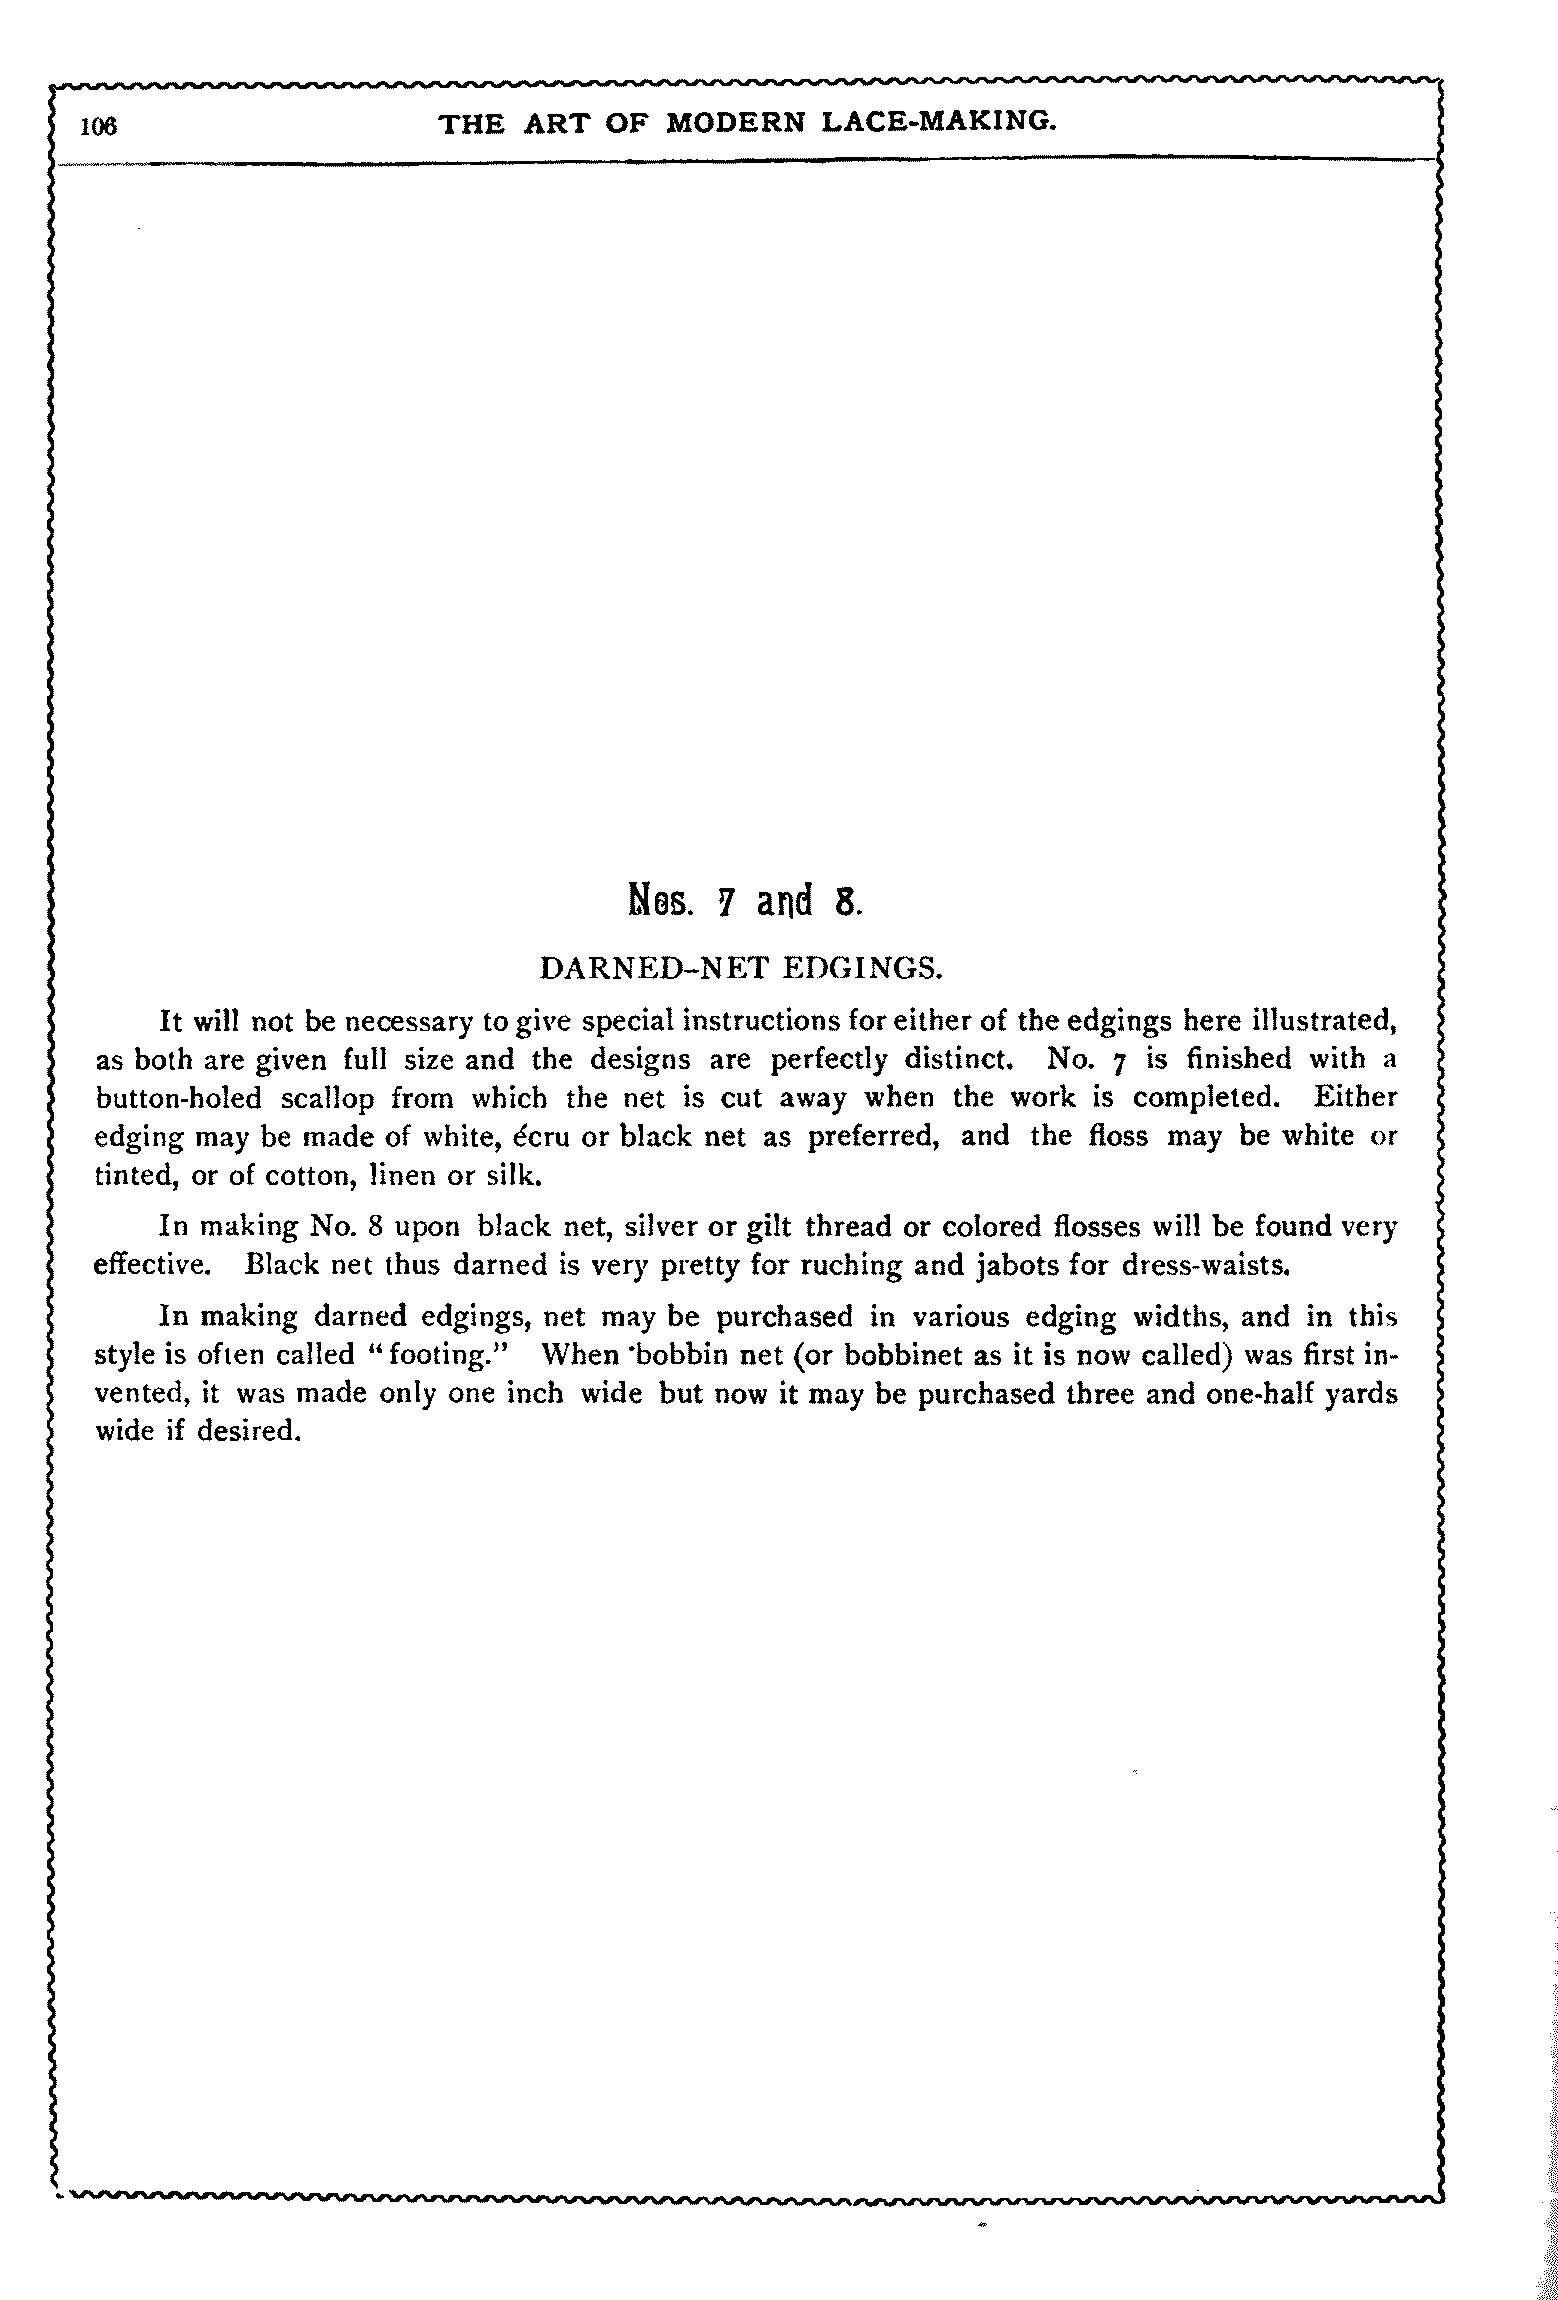 106
THE ART OF MODERN LACE-MAKING.
Nos. 7 and 8.
DARNED-NET EDGINGS.
It will not be necessary to give special instructions for either of the edgings here illustrated,
as both are given full size and the designs are perfectly distinct. No. 7 is finished with a
button-holed scallop from which the net is cut away when the work is completed. Either
edging may be made of white, écru or black net as preferred, and the floss may be white or
tinted, or of cotton, linen or silk.
In making No. 8 upon black net, silver or gilt thread or colored flosses will be found very
effective. Black net thus darned is very pretty for ruching and jabots for dress-waists.
In making darned edgings, net may be purchased in various edging widths, and in this
style is often called "footing." When bobbin net (or bobbinet as it is now called) was first in-
vented, it was made only one inch wide but now it may be purchased three and one-half yards
wide if desired.